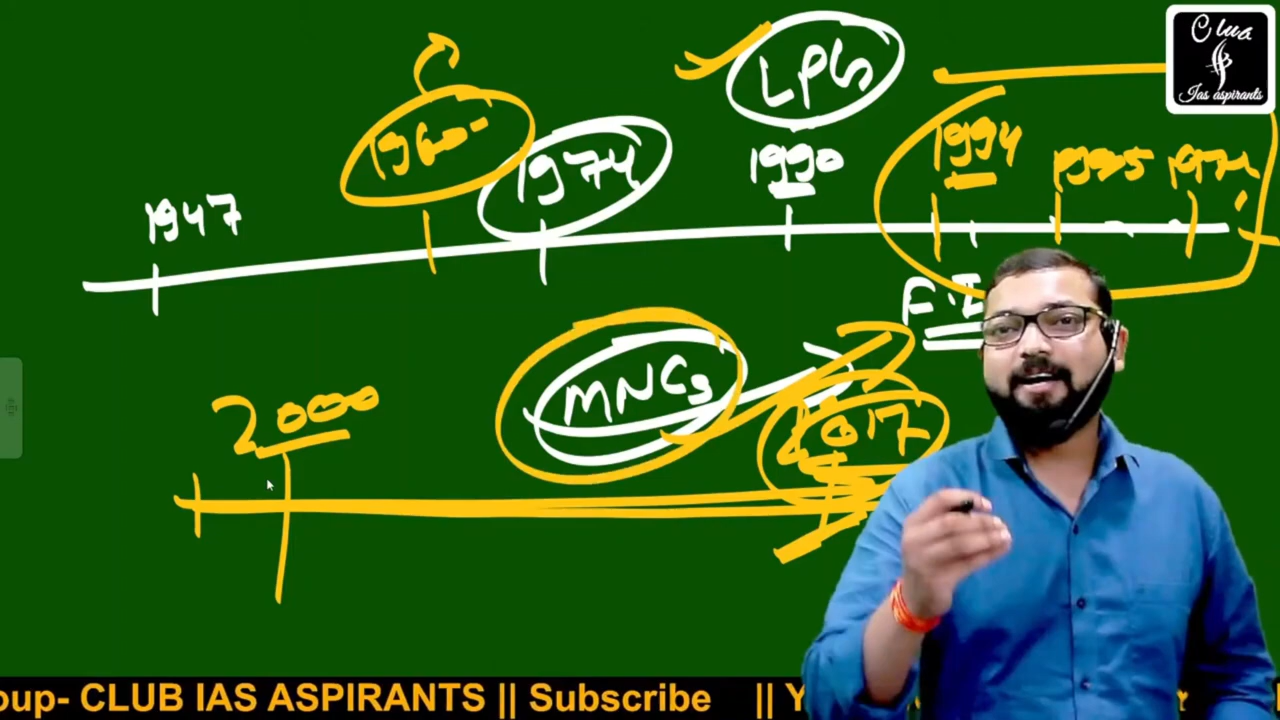 Club
Ias aspirants
LPG
1960-
1974
1990
1994
1995
1947
F.I
MNCs
2017
2000
oup- CLUB IAS ASPIRANTS || Subscribe || Y